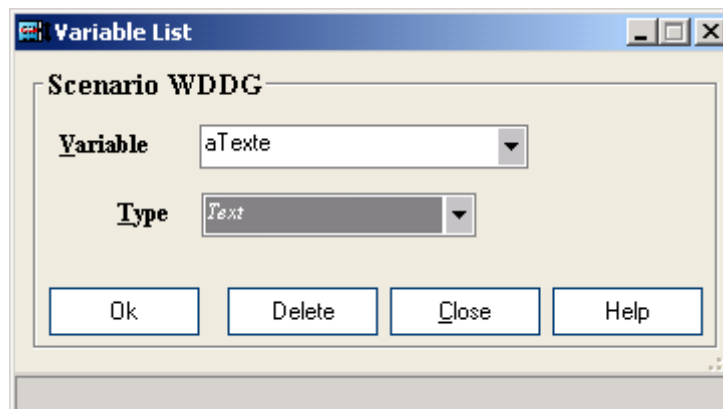 Variable List
Scenario WDDG
Variable aTexte
Type Text
Ok Delete Close Help